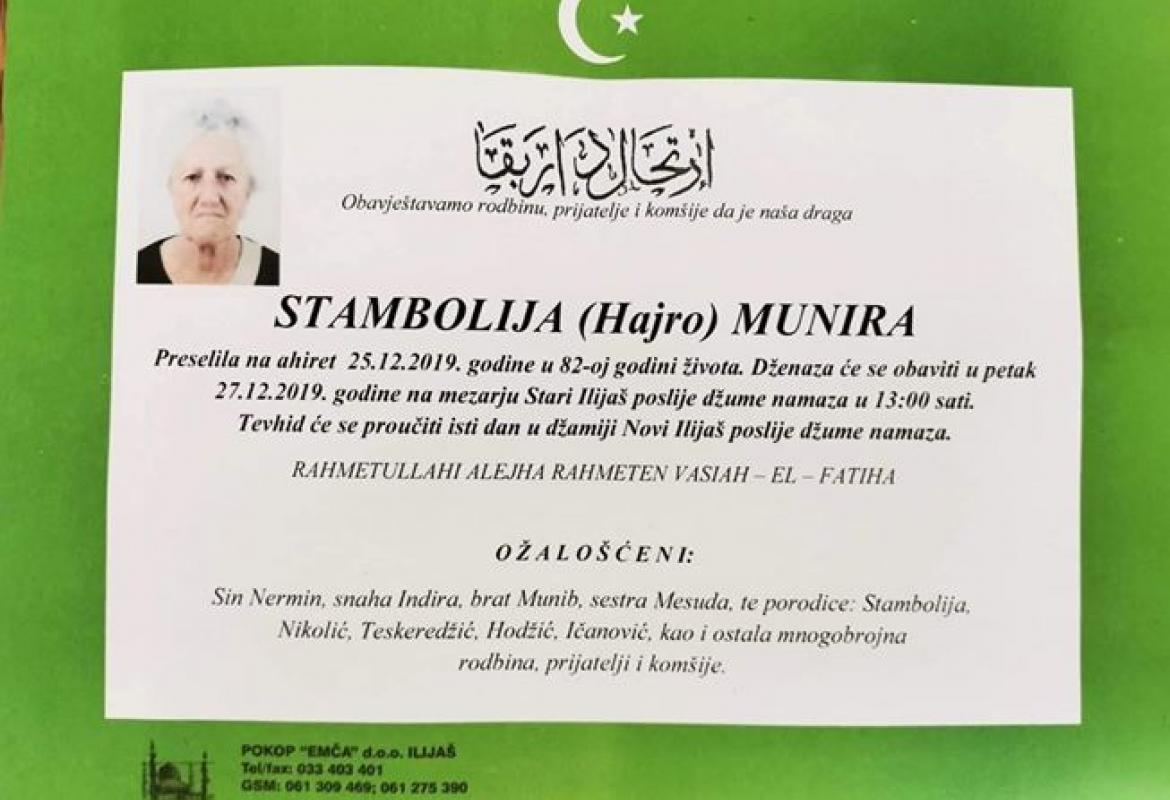 ارتحال دار بقا
Obavještavamo rodbinu, prijatelje i komšije da je naša draga
STAMBOLIJA (Hajro) MUNIRA
Preselila na ahiret 25.12.2019. godine u 82-oj godini života. Dženaza će se obaviti u petak
27.12.2019. godine na mezarju Stari Ilijaš poslije džume namaza u 13:00 sati.
Tevhid će se proučiti isti dan u džamiji Novi Ilijaš poslije džume namaza.
RAHMETULLAHI ALEJHA RAHMETEN VASIAH – EL – FATIHA
OŽALOŠĆENI:
Sin Nermin, snaha Indira, brat Munib, sestra Mesuda, te porodice: Stambolija,
Nikolić, Teskeredžić, Hodžić, Ičanović, kao i ostala mnogobrojna
rodbina, prijatelji i komšije.
POKOP "EMČA" d.o.o. ILIJAŠ
Tel/fax: 033 403 401
GSM: 061 309 469; 061 275 390